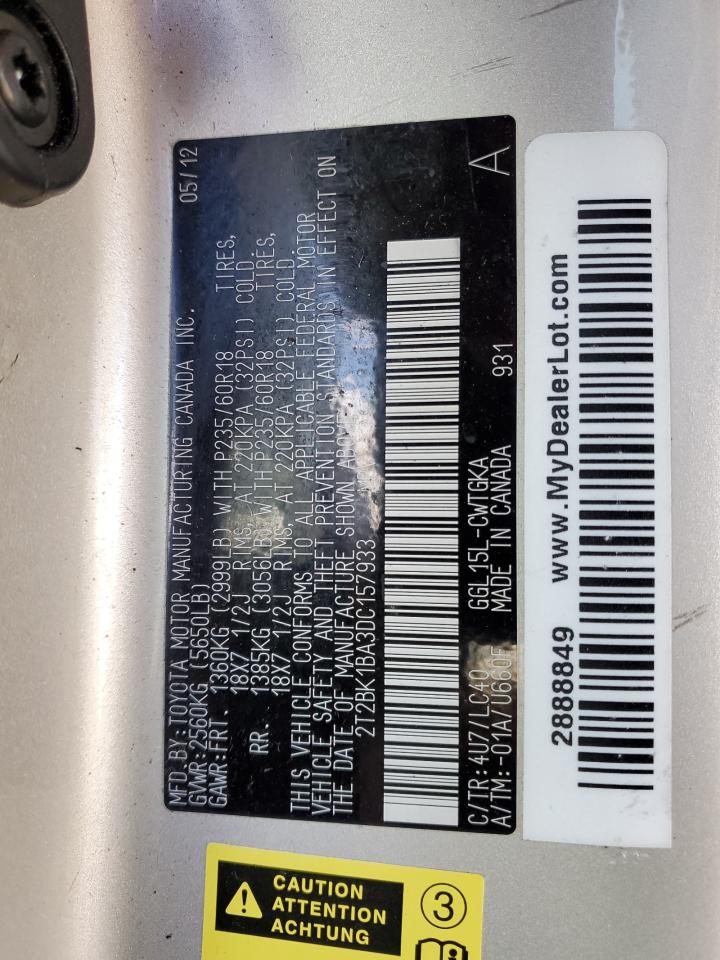 MFD.BY:TOYOTA MOTOR MANUFACTURING CANADA INC. 05/12
GVWR:2560KG (5650LB)
GAWR:FRT. 1360KG (2999LB) WITH P235/60R18 TIRES,
18X7 1/2J RIMS, AT 220KPA (32PSI) COLD.
RR. 1385KG (3056LB) WITH P235/60R18 TIRES,
18X7 1/2J RIMS, AT 220KPA (32PSI) COLD.
THIS VEHICLE CONFORMS TO ALL APPLICABLE FEDERAL MOTOR
VEHICLE SAFETY AND THEFT PREVENTION STANDARDS IN EFFECT ON
THE DATE OF MANUFACTURE SHOWN ABOVE.
2T2BK1BA3DC157933
C/TR:4U7/LC40 GGL15L-CWTGKA 931 A
A/TM:-01A/U660F MADE IN CANADA
2888849 www.MyDealerLot.com
CAUTION
ATTENTION
ACHTUNG
3